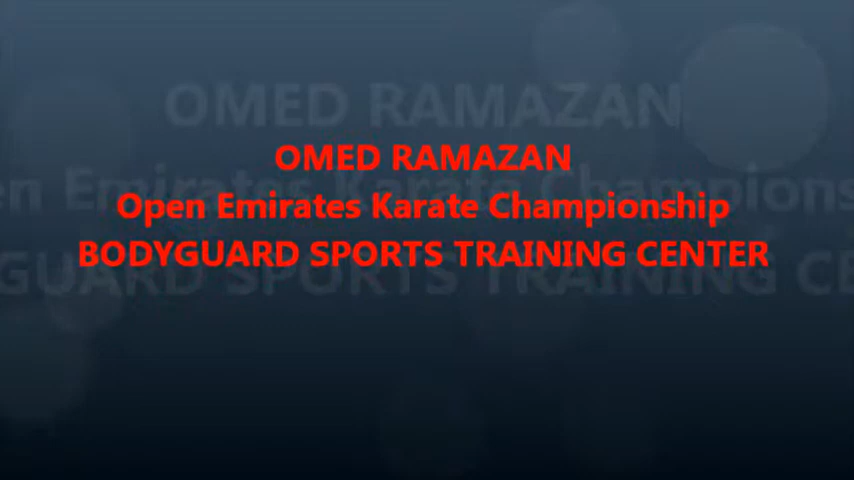 OMED RAMAZAN
Open Emirates Karate Championship
BODYGUARD SPORTS TRAINING CENTER